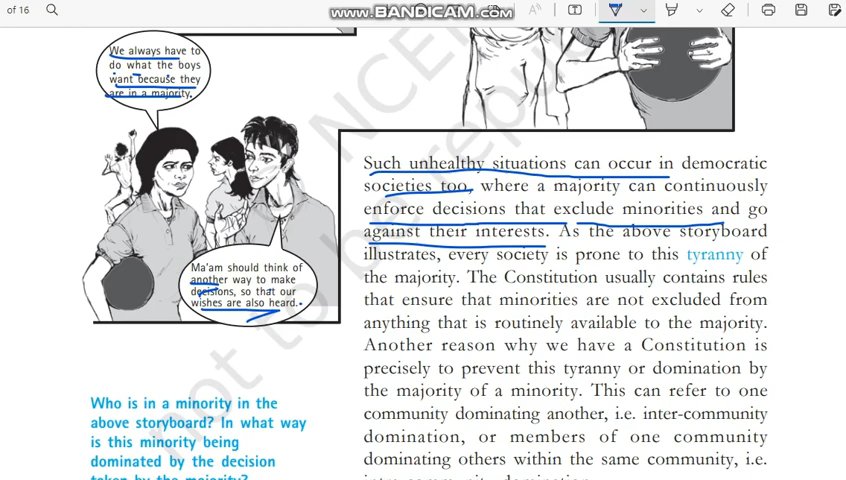 of 16
www.BANDICAM.com
We always have to
do what the boys
want because they
are in a majority.
Ma'am should think of
another way to make
decisions, so that our
wishes are also heard.
Who is in a minority in the
above storyboard? In what way
is this minority being
dominated by the decision
taken by the majority?
Such unhealthy situations can occur in democratic
societies too, where a majority can continuously
enforce decisions that exclude minorities and go
against their interests. As the above storyboard
illustrates, every society is prone to this tyranny of
the majority. The Constitution usually contains rules
that ensure that minorities are not excluded from
anything that is routinely available to the majority.
Another reason why we have a Constitution is
precisely to prevent this tyranny or domination by
the majority of a minority. This can refer to one
community dominating another, i.e. inter-community
domination, or members of one community
dominating others within the same community, i.e.
intra-community domination.